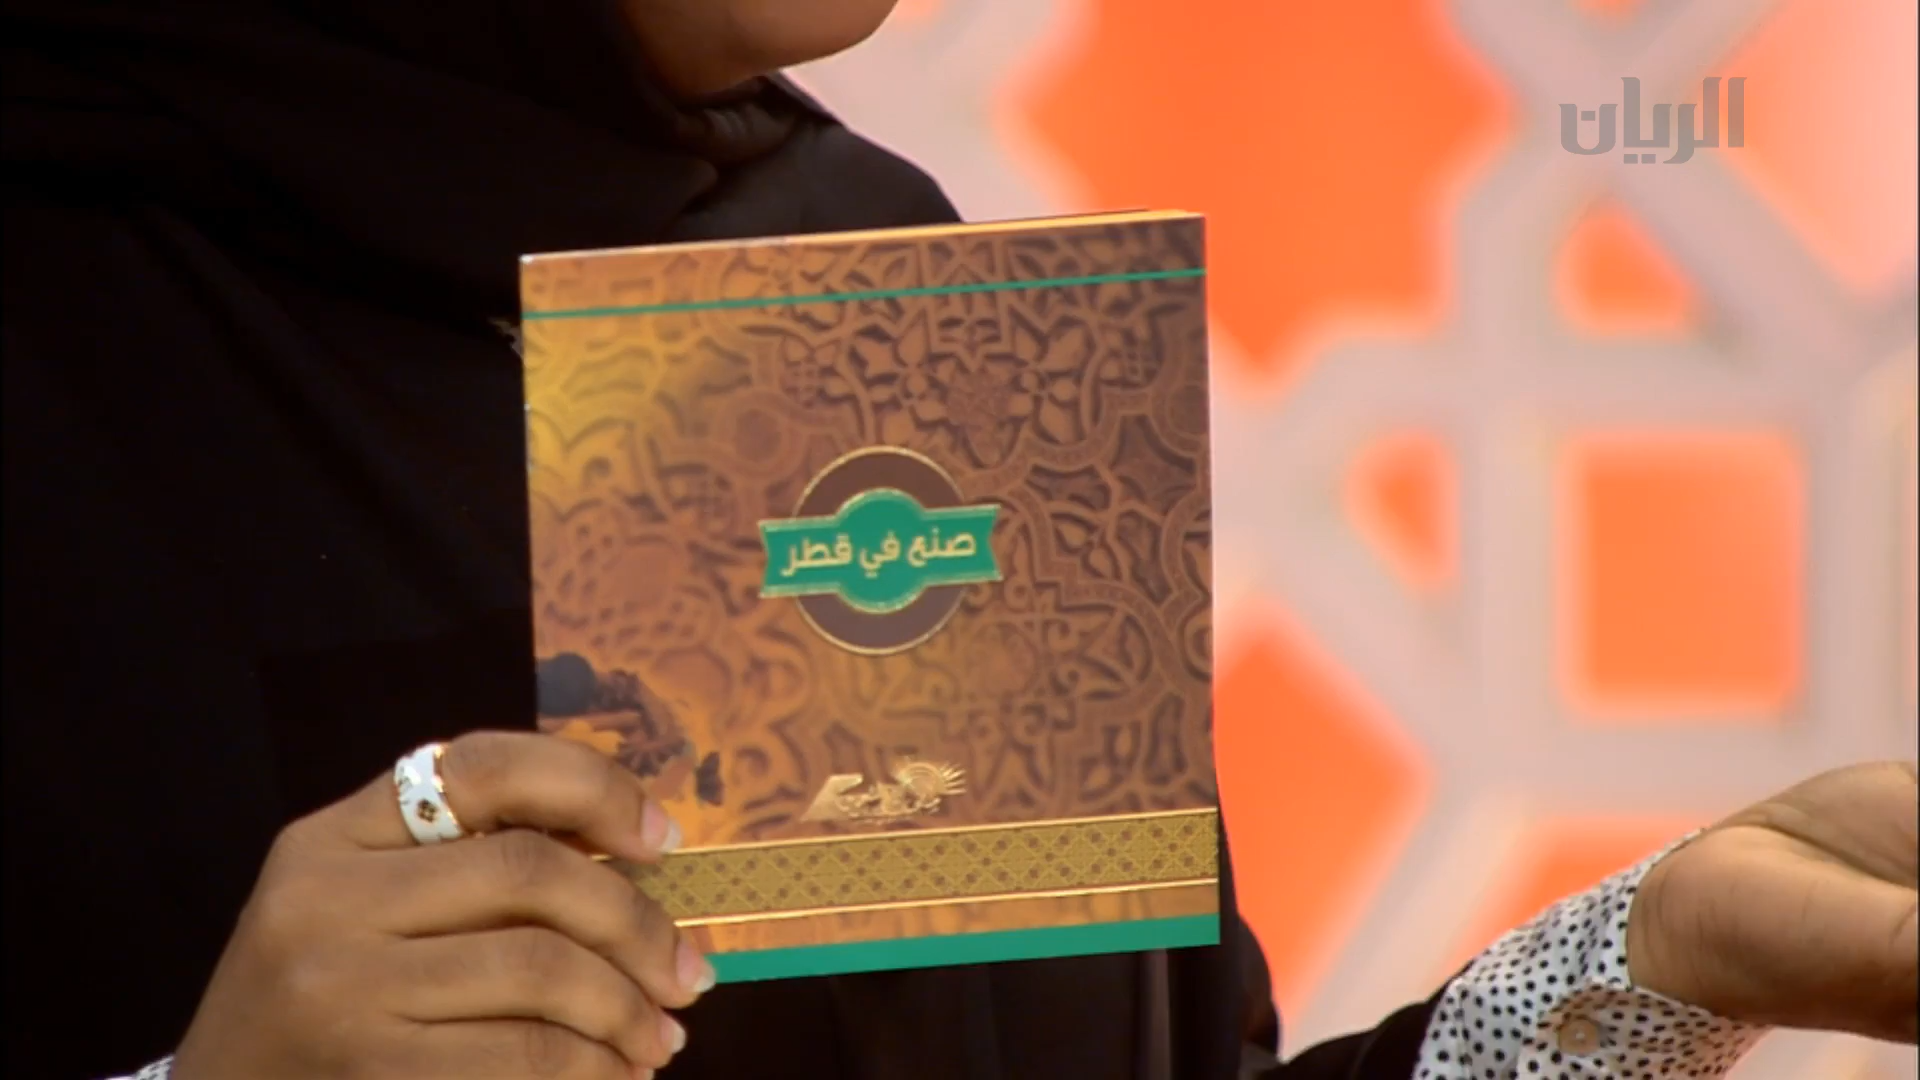 الريان
صنع في قطر